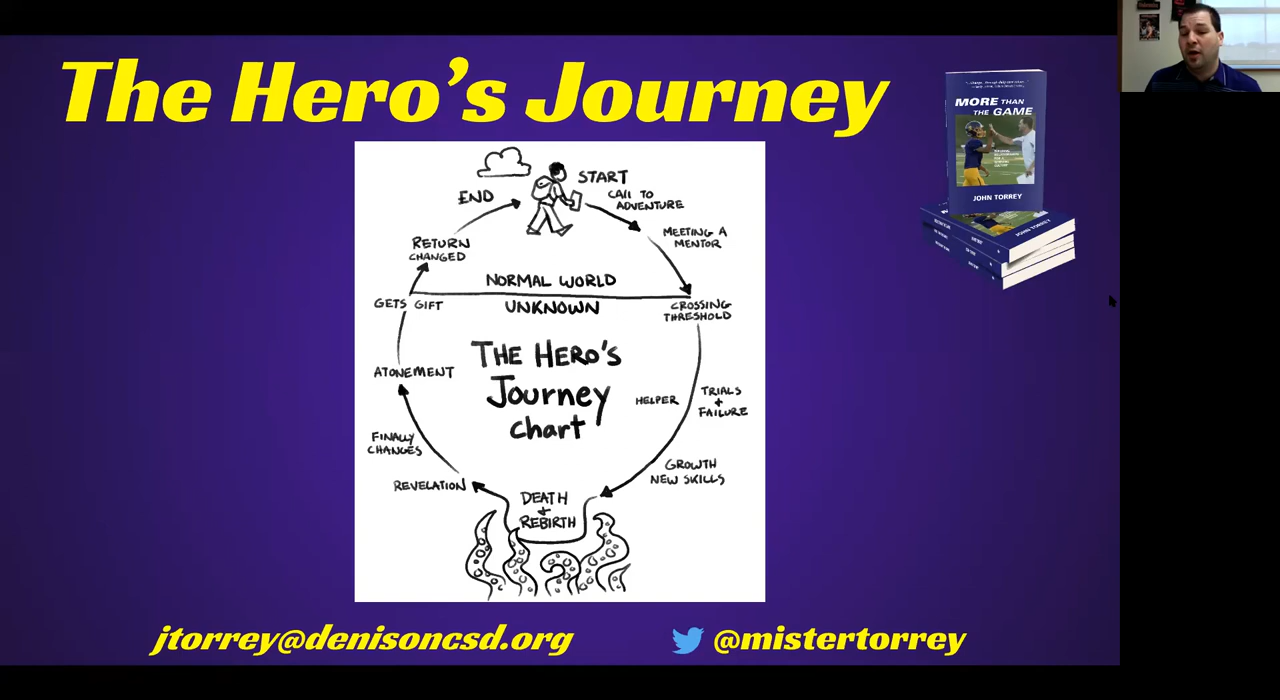 The Hero's Journey
MORE THAN
THE GAME
JOHN TORREY
JOHN TORREY
START
CALL TO
ADVENTURE
MEETING A
MENTOR
CROSSING
THRESHOLD
HELPER
TRIALS
+
FAILURE
GROWTH
NEW SKILLS
DEATH
+
REBIRTH
REVELATION
FINALLY
CHANGES
ATONEMENT
GETS GIFT
RETURN
CHANGED
END
NORMAL WORLD
UNKNOWN
THE HERO'S
Journey
chart
jtorrey@denisoncsd.org
@mistertorrey